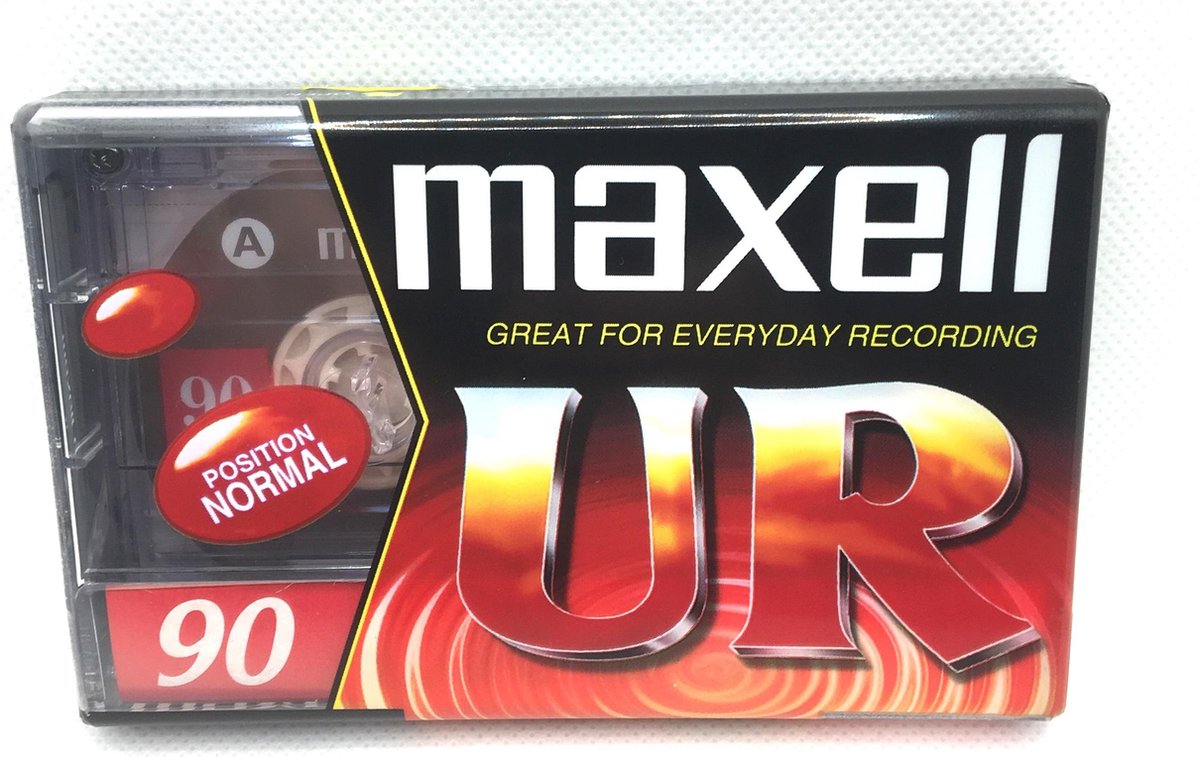 maxell
GREAT FOR EVERYDAY RECORDING
UR
A
90
POSITION
NORMAL
90